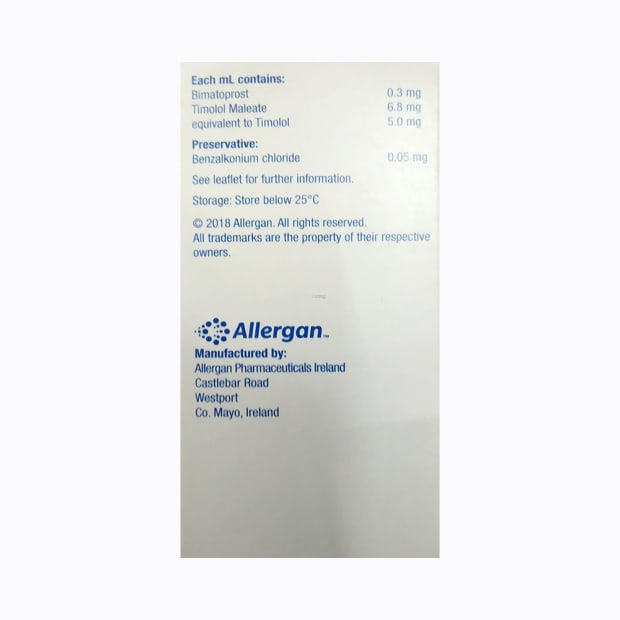 Each mL contains:
Bimatoprost 0.3 mg
Timolol Maleate 6.8 mg
equivalent to Timolol 5.0 mg
Preservative:
Benzalkonium chloride 0.05 mg
See leaflet for further information.
Storage: Store below 25°C
© 2018 Allergan. All rights reserved.
All trademarks are the property of their respective
owners.
Allergan™
Manufactured by:
Allergan Pharmaceuticals Ireland
Castlebar Road
Westport
Co. Mayo, Ireland